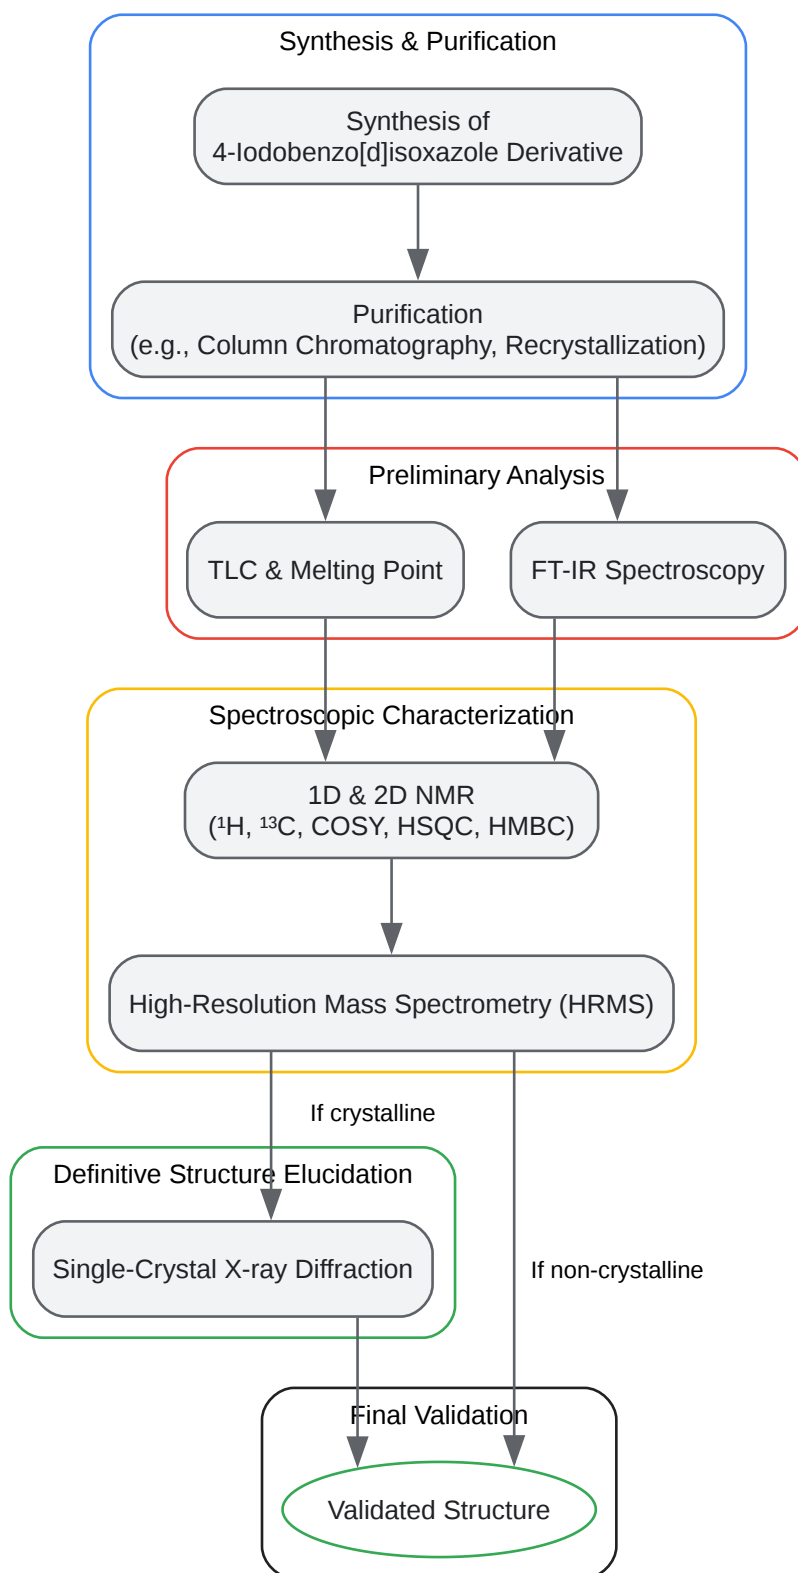 Synthesis & Purification
Synthesis of
4-Iodobenzo[d]isoxazole Derivative
Purification
(e.g., Column Chromatography, Recrystallization)
Preliminary Analysis
TLC & Melting Point
FT-IR Spectroscopy
Spectroscopic Characterization
1D & 2D NMR
(¹H, ¹³C, COSY, HSQC, HMBC)
High-Resolution Mass Spectrometry (HRMS)
If crystalline
Definitive Structure Elucidation
Single-Crystal X-ray Diffraction
If non-crystalline
Final Validation
Validated Structure